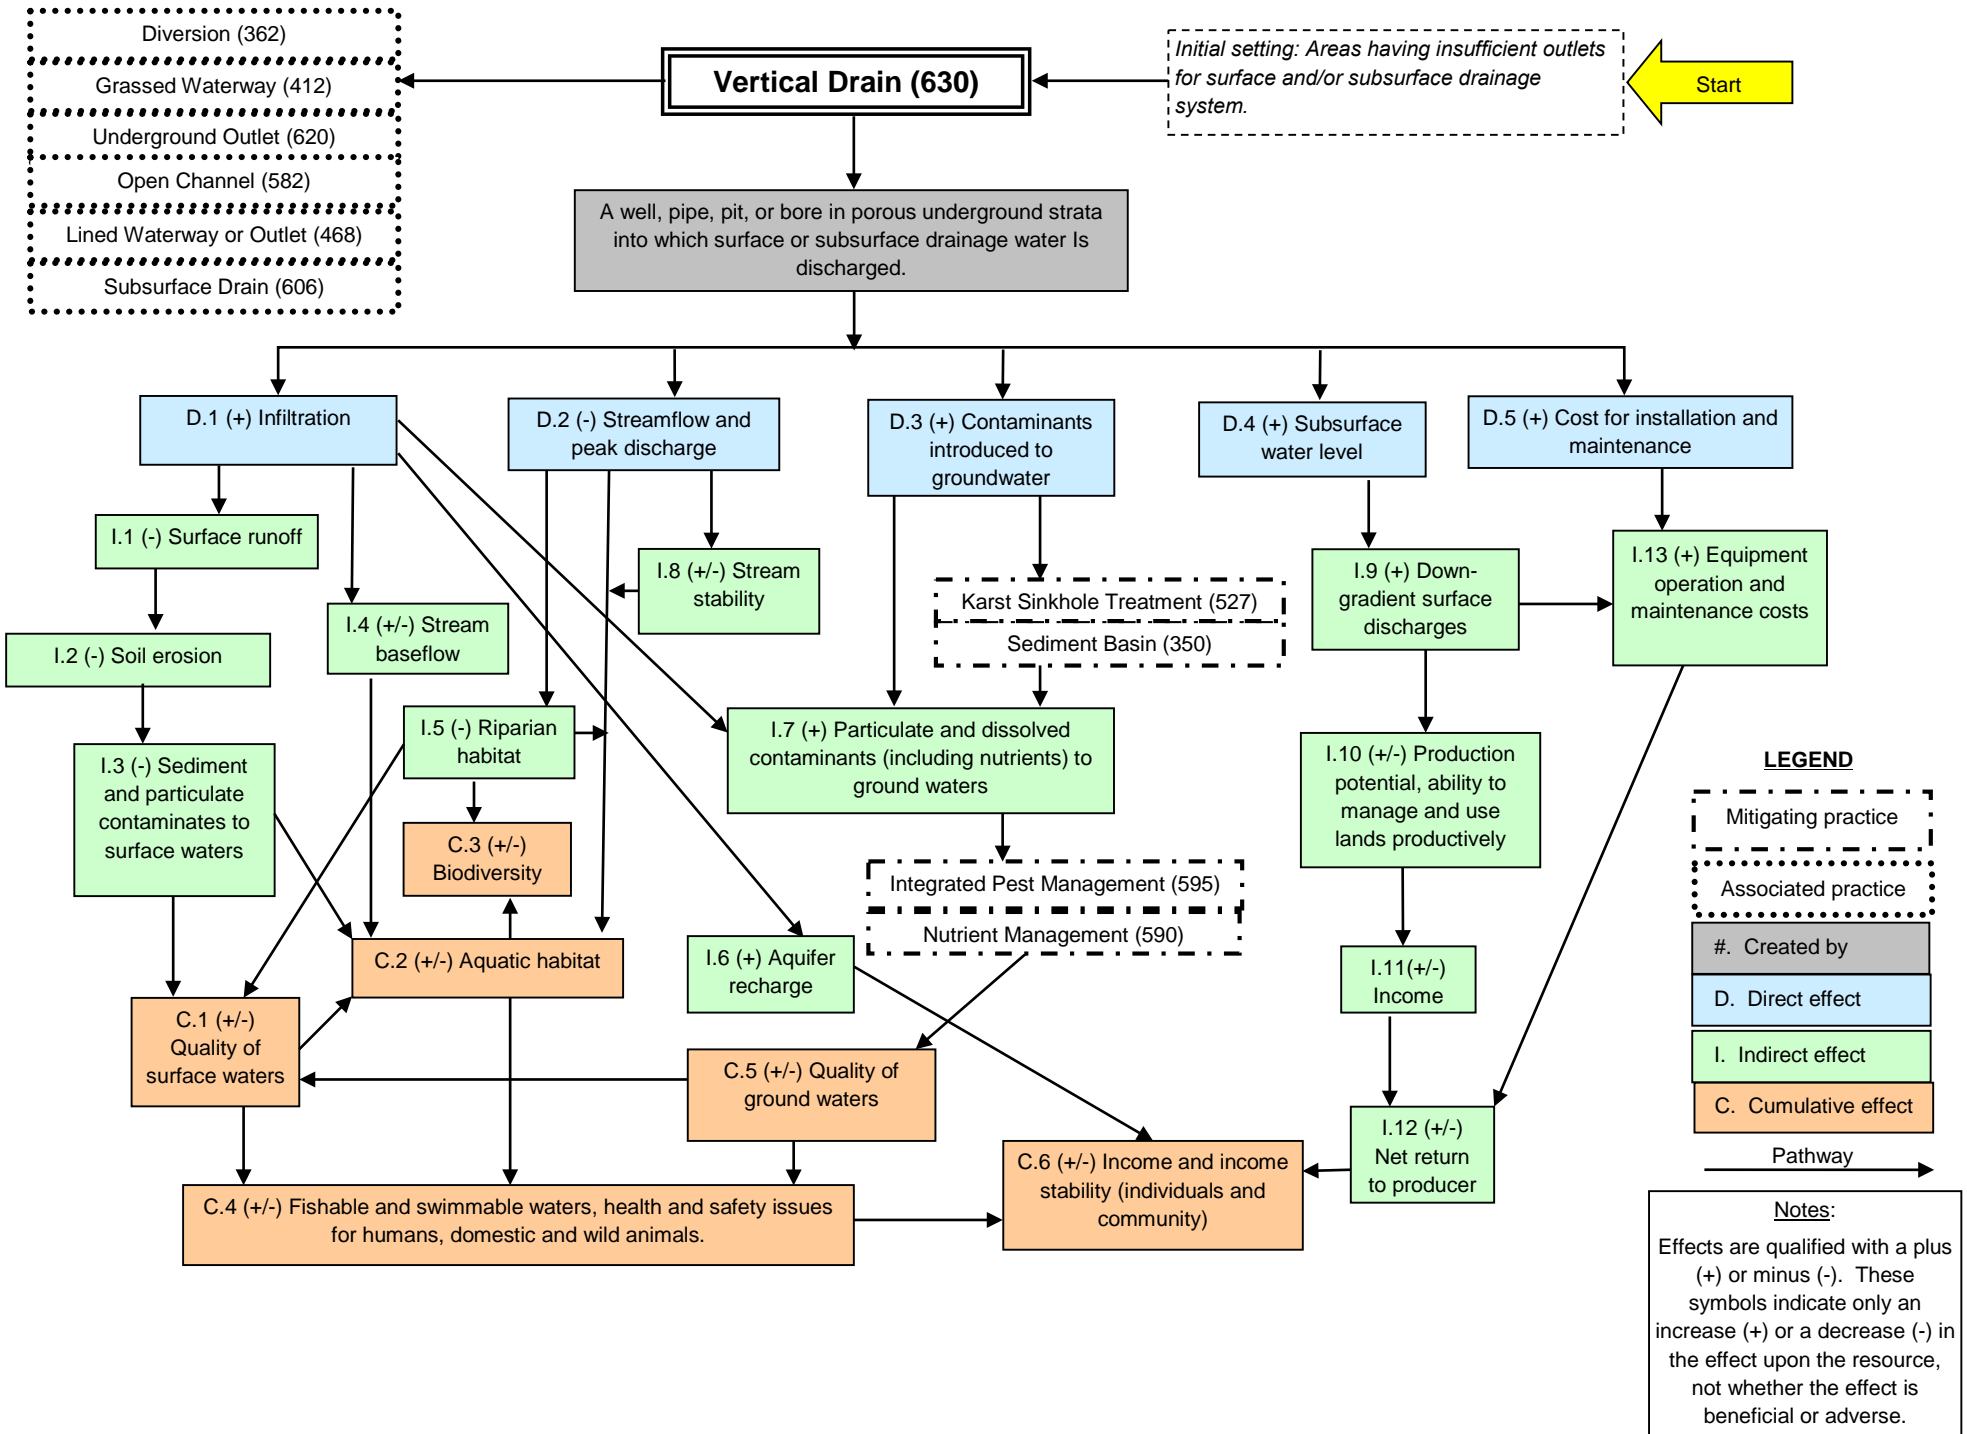 Diversion (362)
Grassed Waterway (412)
Underground Outlet (620)
Open Channel (582)
Lined Waterway or Outlet (468)
Subsurface Drain (606)
Vertical Drain (630)
Initial setting: Areas having insufficient outlets
for surface and/or subsurface drainage
system.
Start
A well, pipe, pit, or bore in porous underground strata
into which surface or subsurface drainage water Is
discharged.
D.1 (+) Infiltration
D.2 (-) Streamflow and
peak discharge
D.3 (+) Contaminants
introduced to
groundwater
D.4 (+) Subsurface
water level
D.5 (+) Cost for installation and
maintenance
I.1 (-) Surface runoff
I.2 (-) Soil erosion
I.3 (-) Sediment
and particulate
contaminates to
surface waters
I.4 (+/-) Stream
baseflow
I.5 (-) Riparian
habitat
I.8 (+/-) Stream
stability
Karst Sinkhole Treatment (527)
Sediment Basin (350)
I.9 (+) Down-
gradient surface
discharges
I.13 (+) Equipment
operation and
maintenance costs
I.7 (+) Particulate and dissolved
contaminants (including nutrients) to
ground waters
I.10 (+/-) Production
potential, ability to
manage and use
lands productively
C.3 (+/-)
Biodiversity
Integrated Pest Management (595)
Nutrient Management (590)
C.2 (+/-) Aquatic habitat
I.6 (+) Aquifer
recharge
I.11(+/-)
Income
C.1 (+/-)
Quality of
surface waters
C.5 (+/-) Quality of
ground waters
I.12 (+/-)
Net return
to producer
C.6 (+/-) Income and income
stability (individuals and
community)
C.4 (+/-) Fishable and swimmable waters, health and safety issues
for humans, domestic and wild animals.
LEGEND
Mitigating practice
Associated practice
#. Created by
D. Direct effect
I. Indirect effect
C. Cumulative effect
Pathway
Notes:
Effects are qualified with a plus
(+) or minus (-). These
symbols indicate only an
increase (+) or a decrease (-) in
the effect upon the resource,
not whether the effect is
beneficial or adverse.